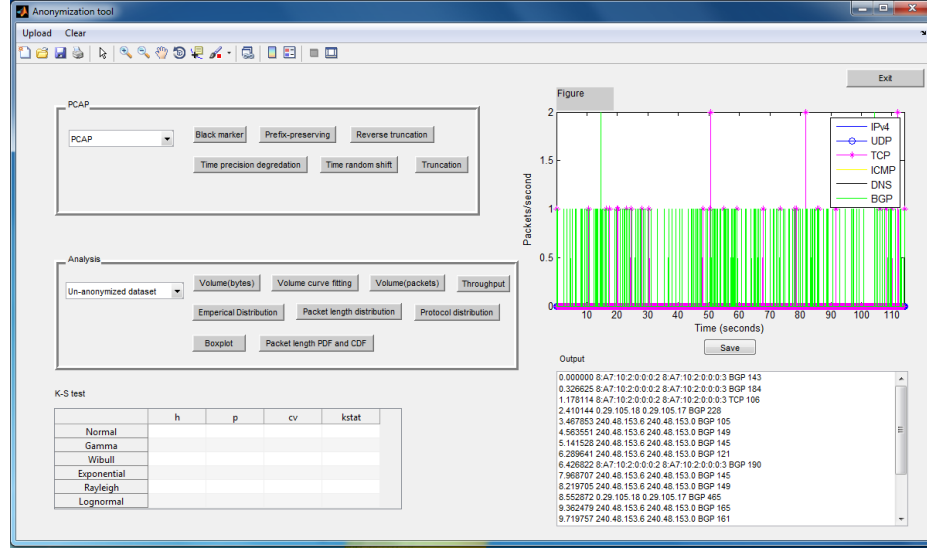 Anonymization tool
Upload Clear
Exit
PCAP
PCAP
Black marker
Prefix-preserving
Reverse truncation
Time precision degredation
Time random shift
Truncation
Analysis
Un-anonymized dataset
Volume(bytes)
Volume curve fitting
Volume(packets)
Throughput
Emperical Distribution
Packet length distribution
Protocol distribution
Boxplot
Packet length PDF and CDF
K-S test
h p cv kstat
Normal
Gamma
Wibull
Exponential
Rayleigh
Lognormal
Figure
2
1.5
1
0.5
0
Packets/second
10 20 30 40 50 60 70 80 90 100 110
Time (seconds)
IPv4
UDP
TCP
ICMP
DNS
BGP
Save
Output
0.000000 8:A7:10:2:0:0:0:2 8:A7:10:2:0:0:0:3 BGP 143
0.326625 8:A7:10:2:0:0:0:2 8:A7:10:2:0:0:0:3 BGP 184
1.178114 8:A7:10:2:0:0:0:2 8:A7:10:2:0:0:0:3 TCP 106
2.410144 0.29.105.18 0.29.105.17 BGP 228
3.467853 240.48.153.6 240.48.153.0 BGP 105
4.563551 240.48.153.6 240.48.153.0 BGP 149
5.141528 240.48.153.6 240.48.153.0 BGP 145
6.289641 240.48.153.6 240.48.153.0 BGP 121
6.426822 8:A7:10:2:0:0:0:2 8:A7:10:2:0:0:0:3 BGP 190
7.968707 240.48.153.6 240.48.153.0 BGP 145
8.219705 240.48.153.6 240.48.153.0 BGP 149
8.552872 0.29.105.18 0.29.105.17 BGP 465
9.362479 240.48.153.6 240.48.153.0 BGP 165
9.719757 240.48.153.6 240.48.153.0 BGP 161